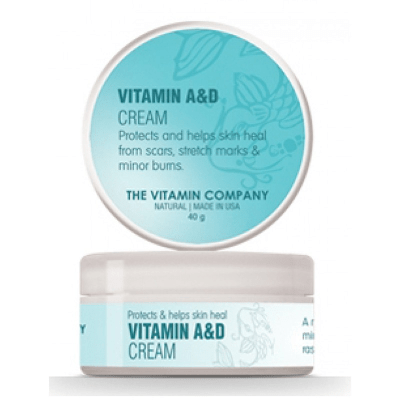 VITAMIN A&D
CREAM
Protects and helps skin heal
from scars, stretch marks &
minor burns.
THE VITAMIN COMPANY
NATURAL | MADE IN USA
40 g
Protects & helps skin heal
VITAMIN A&D
CREAM
COMPANY